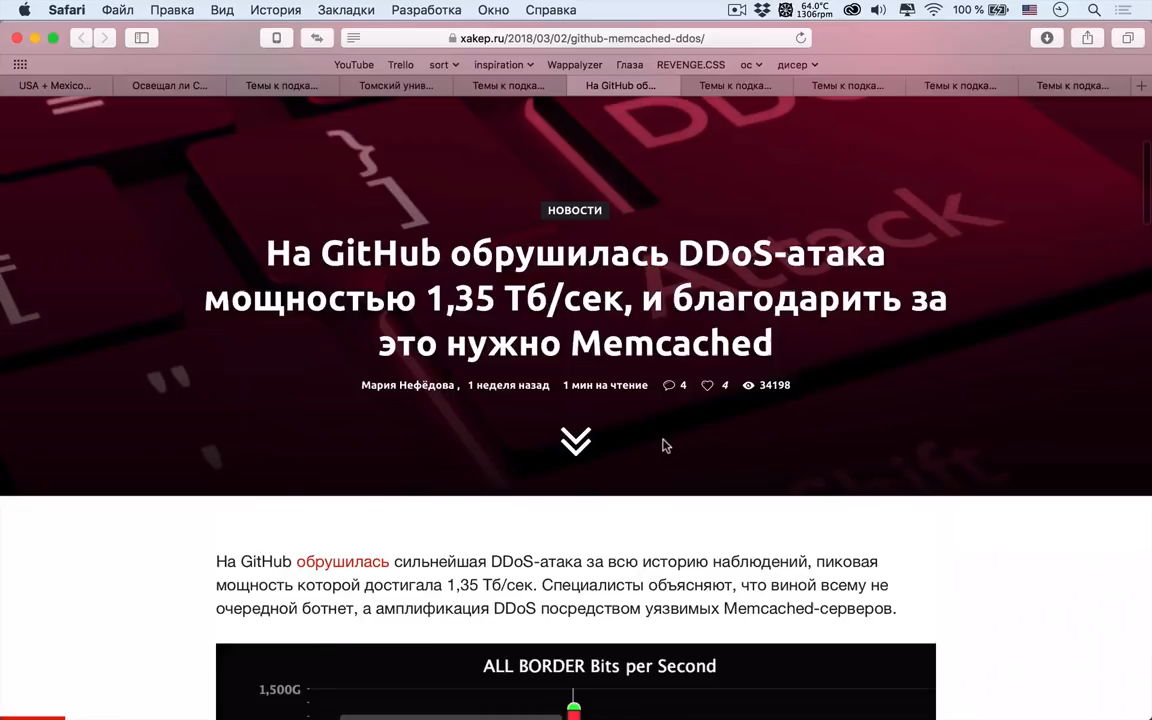 Safari Файл Правка Вид История Закладки Разработка Окно Справка 64.0°C 1306rpm 100 %
xakep.ru/2018/03/02/github-memcached-ddos/
YouTube Trello sort inspiration Wappalyzer Глаза REVENGE.CSS ос дисер
USA + Mexico... Освещал ли С... Темы к подка... Томский унив... Темы к подка... На GitHub об... Темы к подка... Темы к подка... Темы к подка... Темы к подка...
DDoS
Attack
Shift
НОВОСТИ
На GitHub обрушилась DDoS-атака
мощностью 1,35 Тб/сек, и благодарить за
это нужно Memcached
Мария Нефёдова , 1 неделя назад 1 мин на чтение 4 4 34198
На GitHub обрушилась сильнейшая DDoS-атака за всю историю наблюдений, пиковая
мощность которой достигала 1,35 Тб/сек. Специалисты объясняют, что виной всему не
очередной ботнет, а амплификация DDoS посредством уязвимых Memcached-серверов.
ALL BORDER Bits per Second
1,500G